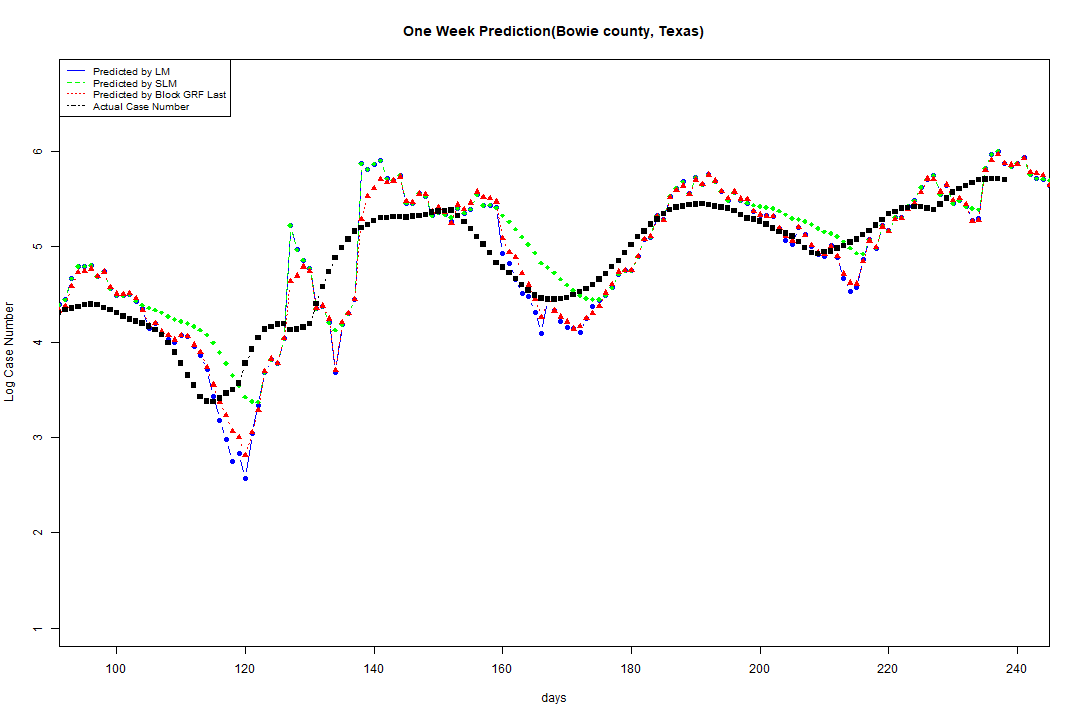 One Week Prediction(Bowie county, Texas)
Predicted by LM
Predicted by SLM
Predicted by Block GRF Last
Actual Case Number
Log Case Number
6
5
4
3
2
1
100 120 140 160 180 200 220 240
days